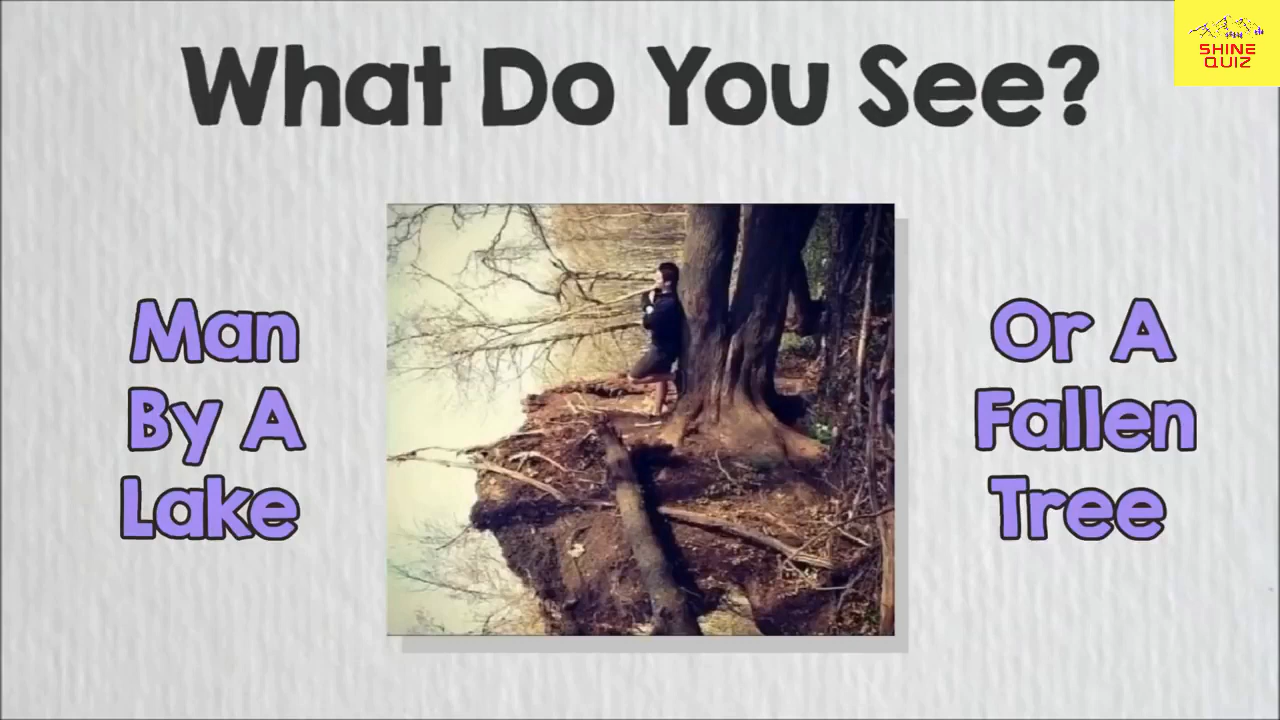 What Do You See?
SHINE
QUIZ
Man
By A
Lake
Or A
Fallen
Tree